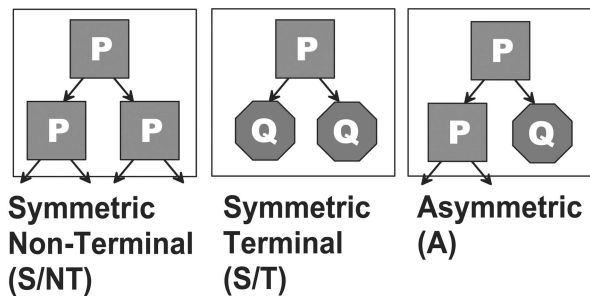 P
P
P
P
Q
Q
P
P
Q
Symmetric
Non-Terminal
(S/NT)
Symmetric
Terminal
(S/T)
Asymmetric
(A)